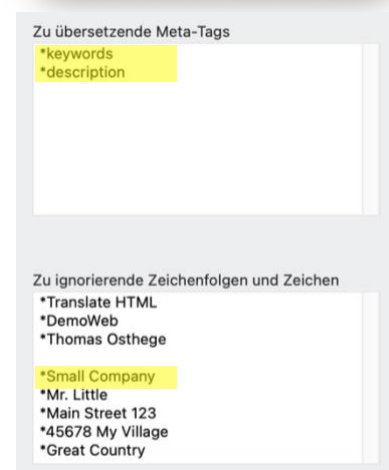 Zu übersetzende Meta-Tags
*keywords
*description
Zu ignorierende Zeichenfolgen und Zeichen
*Translate HTML
*DemoWeb
*Thomas Osthege
*Small Company
*Mr. Little
*Main Street 123
*45678 My Village
*Great Country